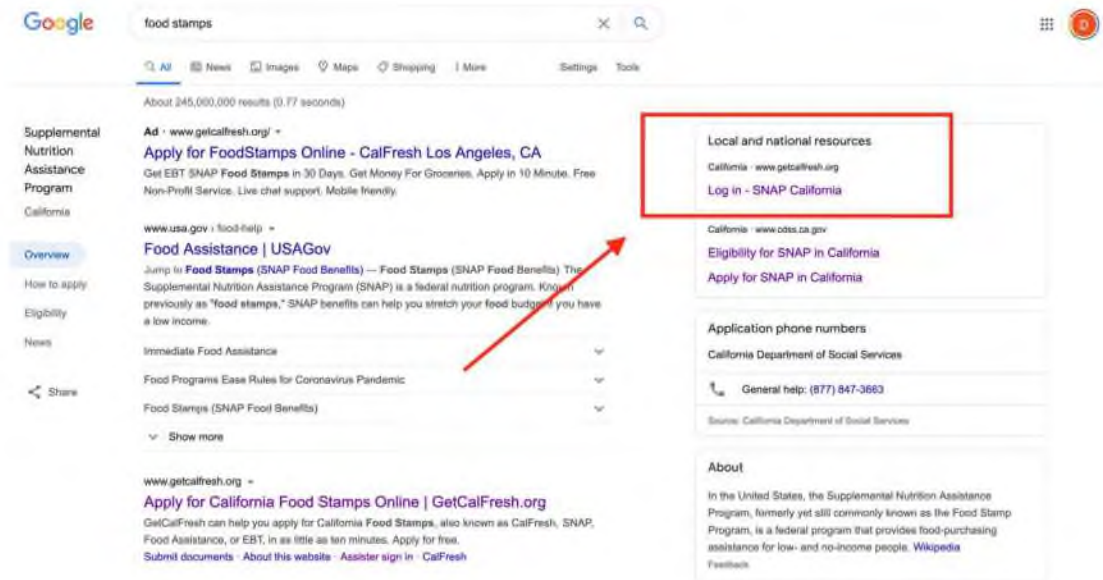 Google
food stamps
All News Images Maps Shopping More Settings Tools
About 245,000,000 results (0.77 seconds)
Supplemental
Nutrition
Assistance
Program
California
Overview
How to apply
Eligibility
News
Share
Ad · www.getcalfresh.org/
Apply for FoodStamps Online - CalFresh Los Angeles, CA
Get EBT SNAP Food Stamps in 30 Days. Get Money For Groceries. Apply in 10 Minute. Free
Non-Profit Service. Live chat support. Mobile friendly.
www.usa.gov › food-help
Food Assistance | USAGov
Jump to Food Stamps (SNAP Food Benefits) — Food Stamps (SNAP Food Benefits) The
Supplemental Nutrition Assistance Program (SNAP) is a federal nutrition program. Known
previously as "food stamps," SNAP benefits can help you stretch your food budget if you have
a low income.
Immediate Food Assistance
Food Programs Ease Rules for Coronavirus Pandemic
Food Stamps (SNAP Food Benefits)
Show more
www.getcalfresh.org
Apply for California Food Stamps Online | GetCalFresh.org
GetCalFresh can help you apply for California Food Stamps, also known as CalFresh, SNAP,
Food Assistance, or EBT, in as little as ten minutes. Apply for free.
Submit documents · About this website · Assister sign in · CalFresh
D
Local and national resources
California · www.getcalfresh.org
Log in - SNAP California
California · www.cdss.ca.gov
Eligibility for SNAP in California
Apply for SNAP in California
Application phone numbers
California Department of Social Services
General help: (877) 847-3663
Source: California Department of Social Services
About
In the United States, the Supplemental Nutrition Assistance
Program, formerly yet still commonly known as the Food Stamp
Program, is a federal program that provides food-purchasing
assistance for low- and no-income people. Wikipedia
Feedback